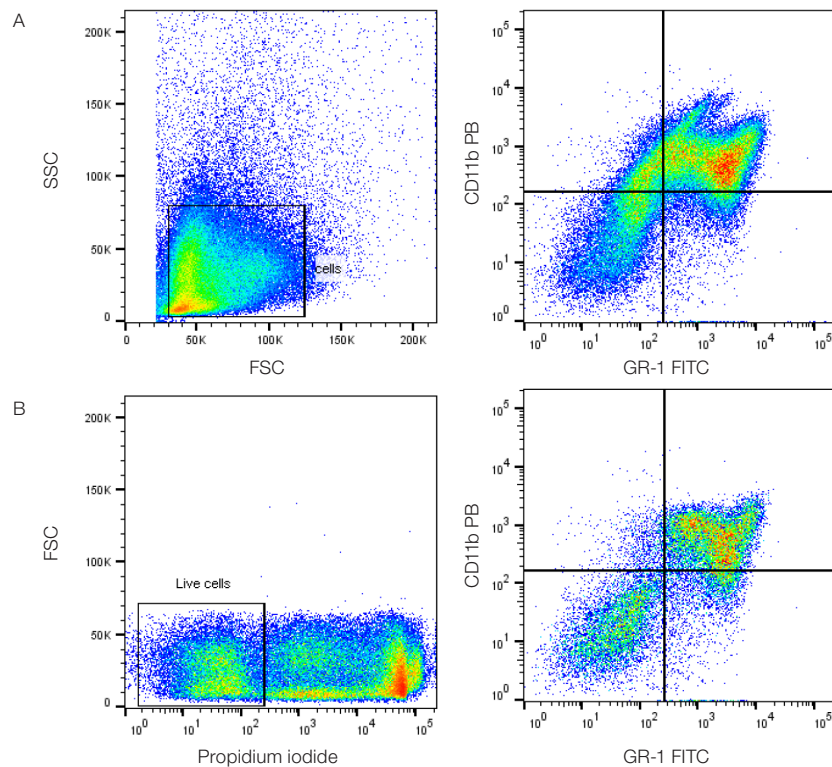 A
200K
150K
100K
50K
0
SSC
cells
0 50K 100K 150K 200K
FSC
10^5
10^4
10^3
10^2
10^1
10^0
CD11b PB
10^0 10^1 10^2 10^3 10^4 10^5
GR-1 FITC
B
200K
150K
100K
50K
0
FSC
Live cells
10^0 10^1 10^2 10^3 10^4 10^5
Propidium iodide
10^5
10^4
10^3
10^2
10^1
10^0
CD11b PB
10^0 10^1 10^2 10^3 10^4 10^5
GR-1 FITC